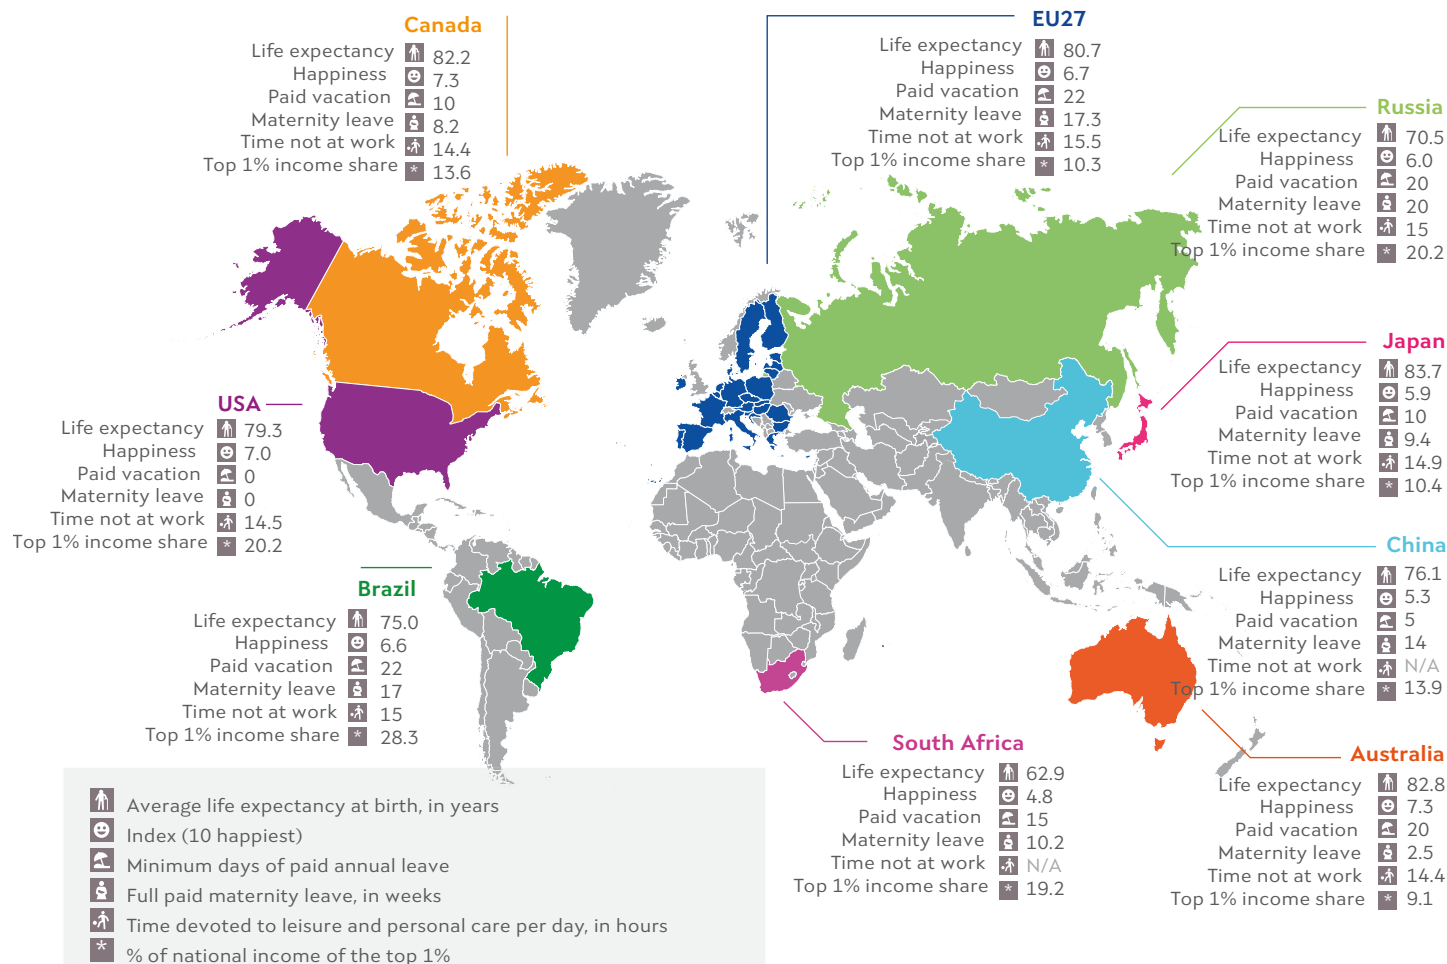 Canada
Life expectancy 82.2
Happiness 7.3
Paid vacation 10
Maternity leave 8.2
Time not at work 14.4
Top 1% income share * 13.6
EU27
Life expectancy 80.7
Happiness 6.7
Paid vacation 22
Maternity leave 17.3
Time not at work 15.5
Top 1% income share * 10.3
Russia
Life expectancy 70.5
Happiness 6.0
Paid vacation 20
Maternity leave 20
Time not at work 15
Top 1% income share * 20.2
Japan
Life expectancy 83.7
Happiness 5.9
Paid vacation 10
Maternity leave 9.4
Time not at work 14.9
Top 1% income share * 10.4
USA
Life expectancy 79.3
Happiness 7.0
Paid vacation 0
Maternity leave 0
Time not at work 14.5
Top 1% income share * 20.2
China
Life expectancy 76.1
Happiness 5.3
Paid vacation 5
Maternity leave 14
Time not at work N/A
Top 1% income share * 13.9
Brazil
Life expectancy 75.0
Happiness 6.6
Paid vacation 22
Maternity leave 17
Time not at work 15
Top 1% income share * 28.3
South Africa
Life expectancy 62.9
Happiness 4.8
Paid vacation 15
Maternity leave 10.2
Time not at work N/A
Top 1% income share * 19.2
Australia
Life expectancy 82.8
Happiness 7.3
Paid vacation 20
Maternity leave 2.5
Time not at work 14.4
Top 1% income share * 9.1
Average life expectancy at birth, in years
Index (10 happiest)
Minimum days of paid annual leave
Full paid maternity leave, in weeks
Time devoted to leisure and personal care per day, in hours
* % of national income of the top 1%